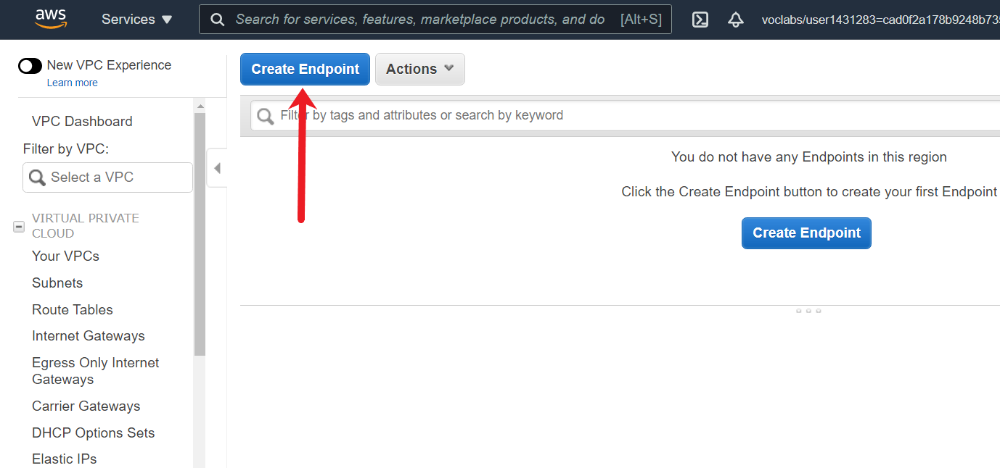 aws
Services
Search for services, features, marketplace products, and do [Alt+S]
voclabs/user1431283=cad0f2a178b9248b73
New VPC Experience
Learn more
Create Endpoint
Actions
VPC Dashboard
Filter by VPC:
Select a VPC
VIRTUAL PRIVATE
CLOUD
Your VPCs
Subnets
Route Tables
Internet Gateways
Egress Only Internet
Gateways
Carrier Gateways
DHCP Options Sets
Elastic IPs
Filter by tags and attributes or search by keyword
You do not have any Endpoints in this region
Click the Create Endpoint button to create your first Endpoint
Create Endpoint